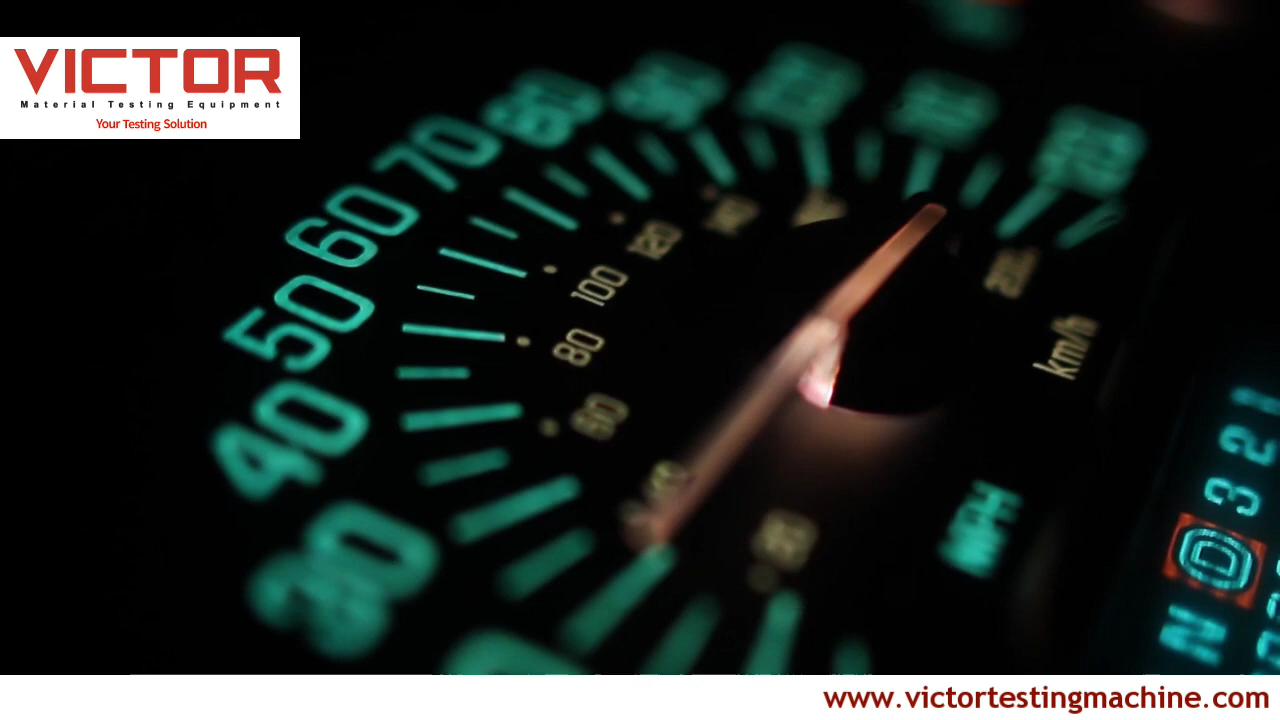 VICTOR
Material Testing Equipment
Your Testing Solution
80
70
60
50
40
30
120
100
80
60
km/h
MPH
1
2
3
D
N
www.victortestingmachine.com